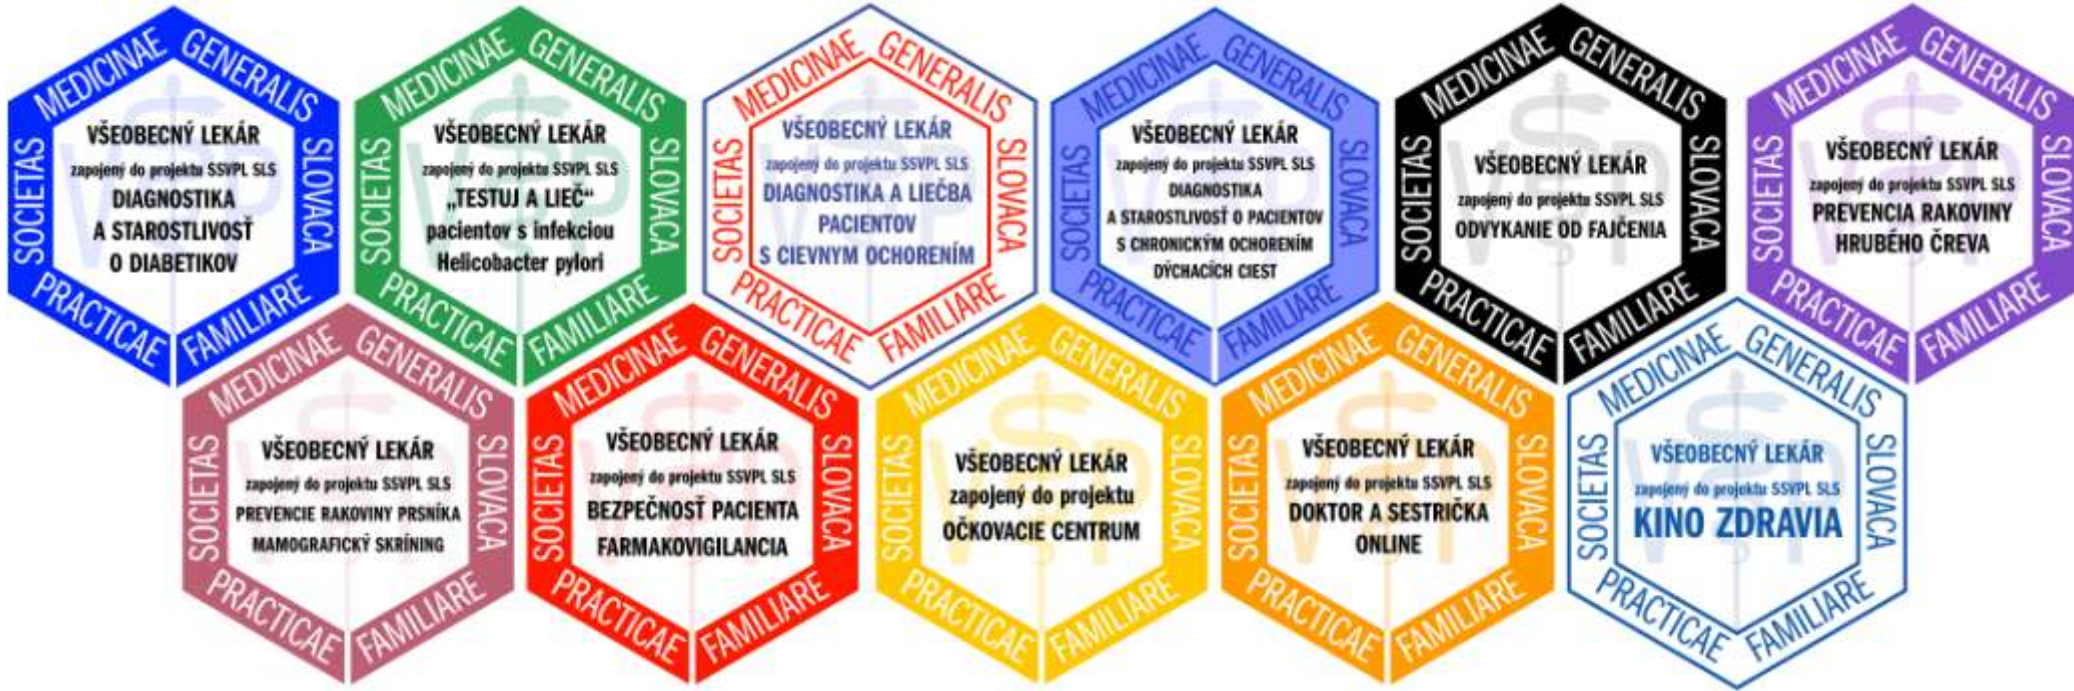 SOCIETAS MEDICINAE GENERALIS SLOVACA
PRACTICAE FAMILIARE
VŠEOBECNÝ LEKÁR
zapojený do projektu SSVPL SLS
DIAGNOSTIKA
A STAROSTLIVOSŤ
O DIABETIKOV
SOCIETAS MEDICINAE GENERALIS SLOVACA
PRACTICAE FAMILIARE
VŠEOBECNÝ LEKÁR
zapojený do projektu SSVPL SLS
„TESTUJ A LIEČ“
pacientov s infekciou
Helicobacter pylori
SOCIETAS MEDICINAE GENERALIS SLOVACA
PRACTICAE FAMILIARE
VŠEOBECNÝ LEKÁR
zapojený do projektu SSVPL SLS
DIAGNOSTIKA A LIEČBA
PACIENTOV
S CIEVNYM OCHORENÍM
SOCIETAS MEDICINAE GENERALIS SLOVACA
PRACTICAE FAMILIARE
VŠEOBECNÝ LEKÁR
zapojený do projektu SSVPL SLS
DIAGNOSTIKA
A STAROSTLIVOSŤ O PACIENTOV
S CHRONICKÝM OCHORENÍM
DÝCHACÍCH CIEST
SOCIETAS MEDICINAE GENERALIS SLOVACA
PRACTICAE FAMILIARE
VŠEOBECNÝ LEKÁR
zapojený do projektu SSVPL SLS
ODVYKANIE OD FAJČENIA
SOCIETAS MEDICINAE GENERALIS SLOVACA
PRACTICAE FAMILIARE
VŠEOBECNÝ LEKÁR
zapojený do projektu SSVPL SLS
PREVENCIA RAKOVINY
HRUBÉHO ČREVA
SOCIETAS MEDICINAE GENERALIS SLOVACA
PRACTICAE FAMILIARE
VŠEOBECNÝ LEKÁR
zapojený do projektu SSVPL SLS
PREVENCIE RAKOVINY PRSNÍKA
MAMOGRAFICKÝ SKRÍNING
SOCIETAS MEDICINAE GENERALIS SLOVACA
PRACTICAE FAMILIARE
VŠEOBECNÝ LEKÁR
zapojený do projektu SSVPL SLS
BEZPEČNOSŤ PACIENTA
FARMAKOVIGILANCIA
SOCIETAS MEDICINAE GENERALIS SLOVACA
PRACTICAE FAMILIARE
VŠEOBECNÝ LEKÁR
zapojený do projektu
OČKOVACIE CENTRUM
SOCIETAS MEDICINAE GENERALIS SLOVACA
PRACTICAE FAMILIARE
VŠEOBECNÝ LEKÁR
zapojený do projektu SSVPL SLS
DOKTOR A SESTRIČKA
ONLINE
SOCIETAS MEDICINAE GENERALIS SLOVACA
PRACTICAE FAMILIARE
VŠEOBECNÝ LEKÁR
zapojený do projektu SSVPL SLS
KINO ZDRAVIA